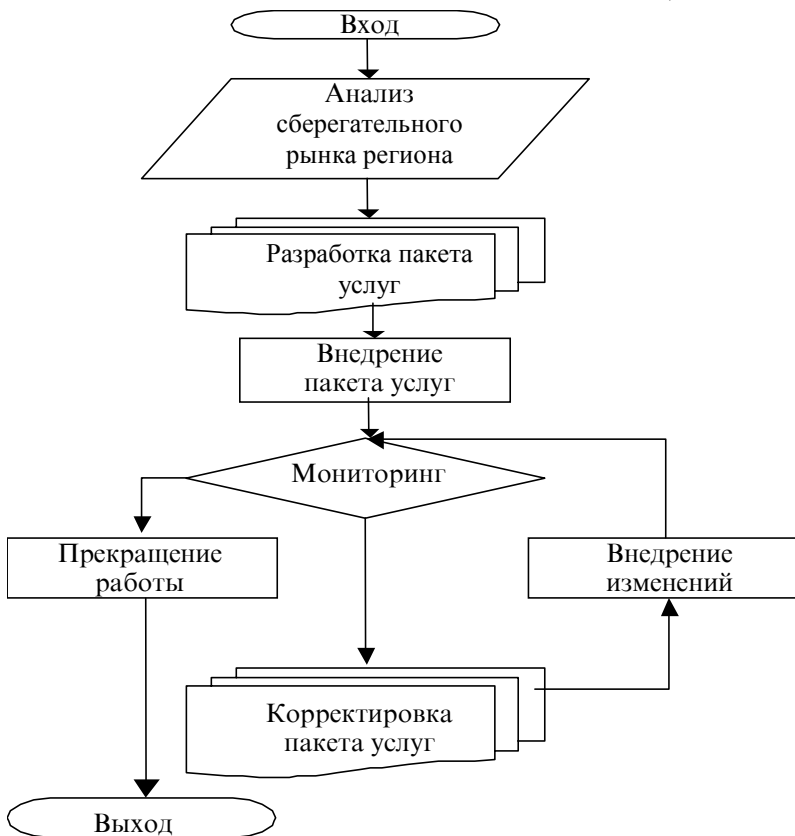 Вход
Анализ
сберегательного
рынка региона
Разработка пакета
услуг
Внедрение
пакета услуг
Мониторинг
Прекращение
работы
Внедрение
изменений
Корректировка
пакета услуг
Выход